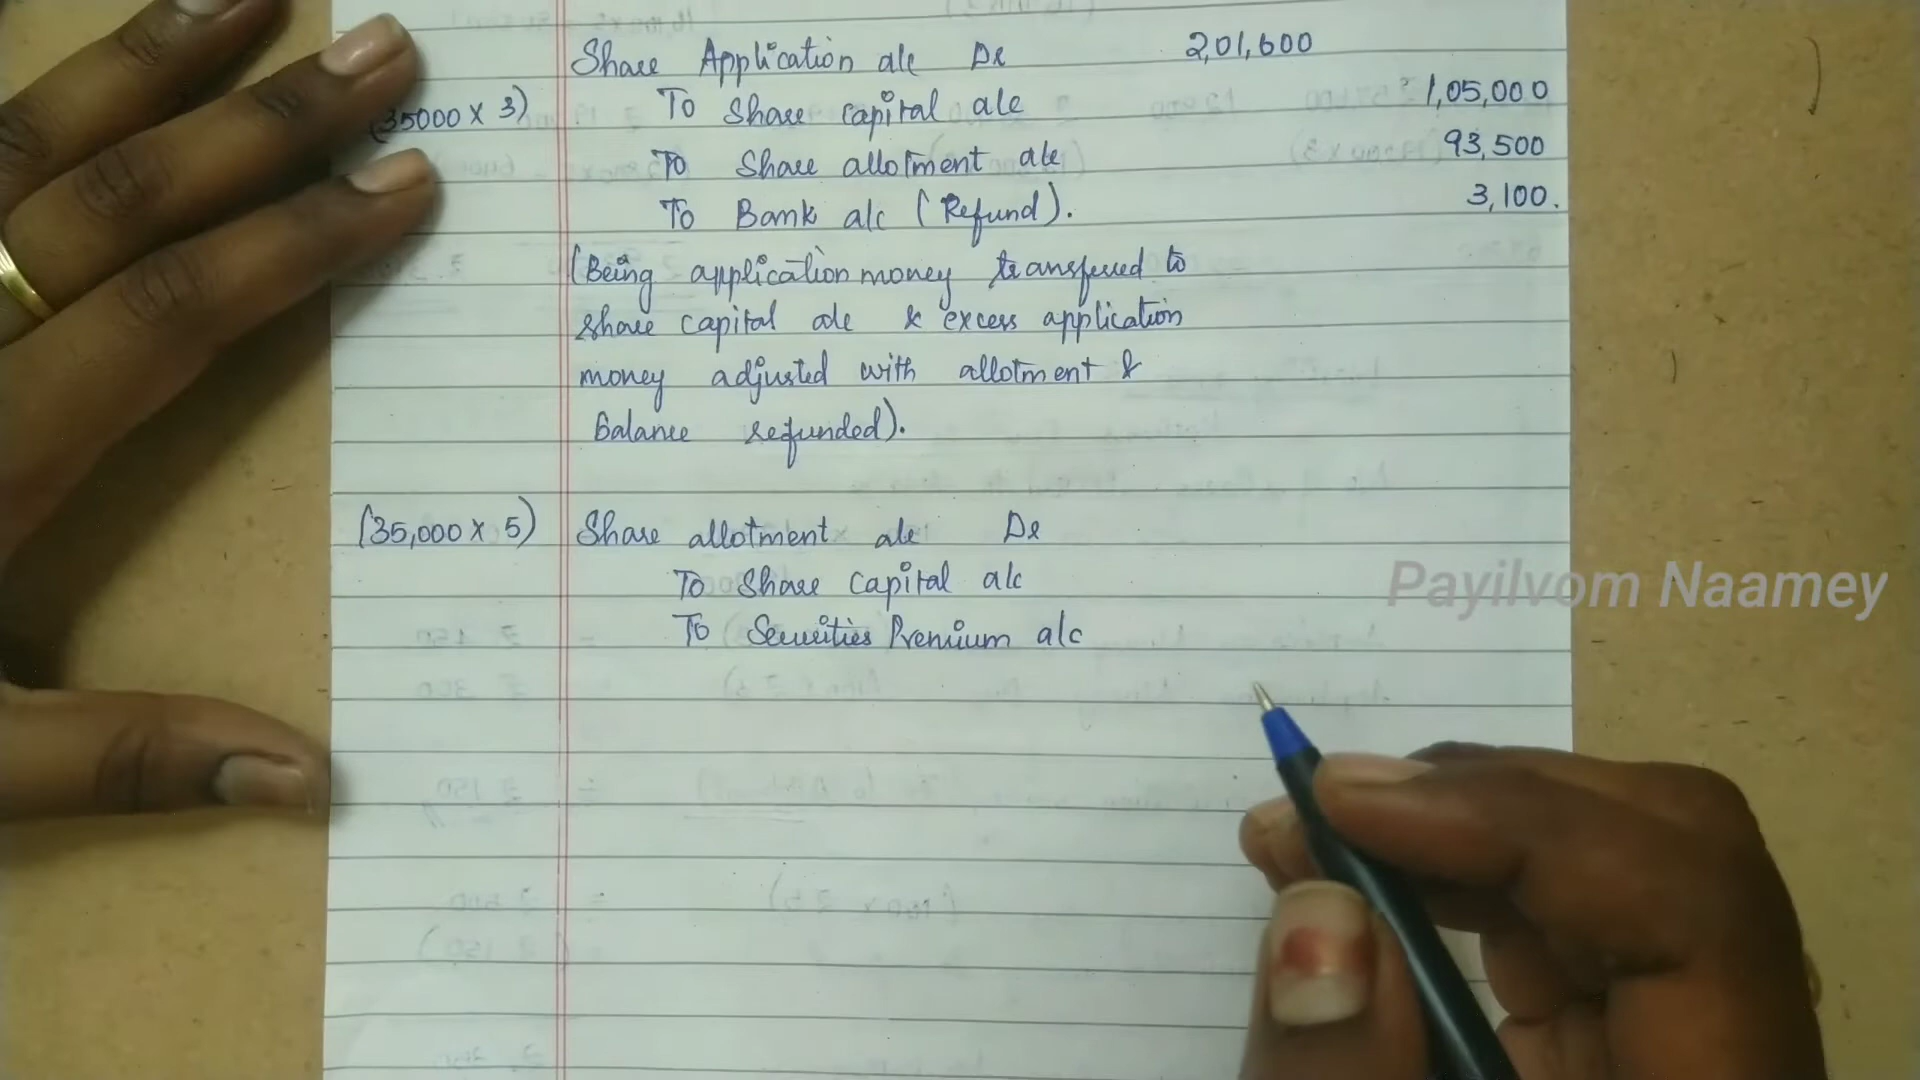 Share Application a/c Dr 2,01,600
(35000 x 3) To Share capital a/c 1,05,000
To Share allotment a/c 93,500
To Bank a/c (Refund). 3,100.
(Being application money transferred to
share capital a/c & excess application
money adjusted with allotment &
balance refunded).
(35,000 x 5) Share allotment a/c Dr
To Share capital a/c
To Securities Premium a/c
Payilvom Naamey